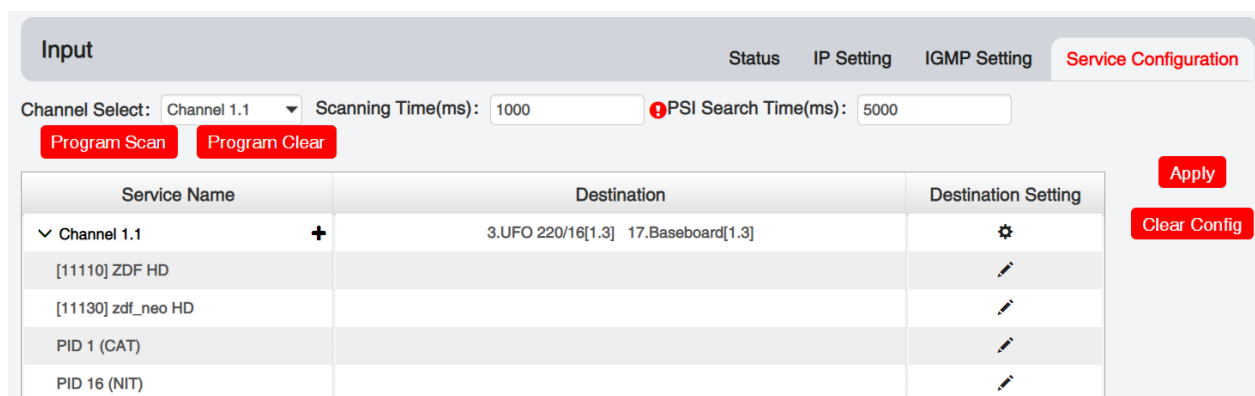 Input Status IP Setting IGMP Setting Service Configuration
Channel Select: Channel 1.1 Scanning Time(ms): 1000 PSI Search Time(ms): 5000
Program Scan Program Clear
Apply
Service Name Destination Destination Setting
Clear Config
Channel 1.1 3.UFO 220/16[1.3] 17.Baseboard[1.3]
[11110] ZDF HD
[11130] zdf_neo HD
PID 1 (CAT)
PID 16 (NIT)